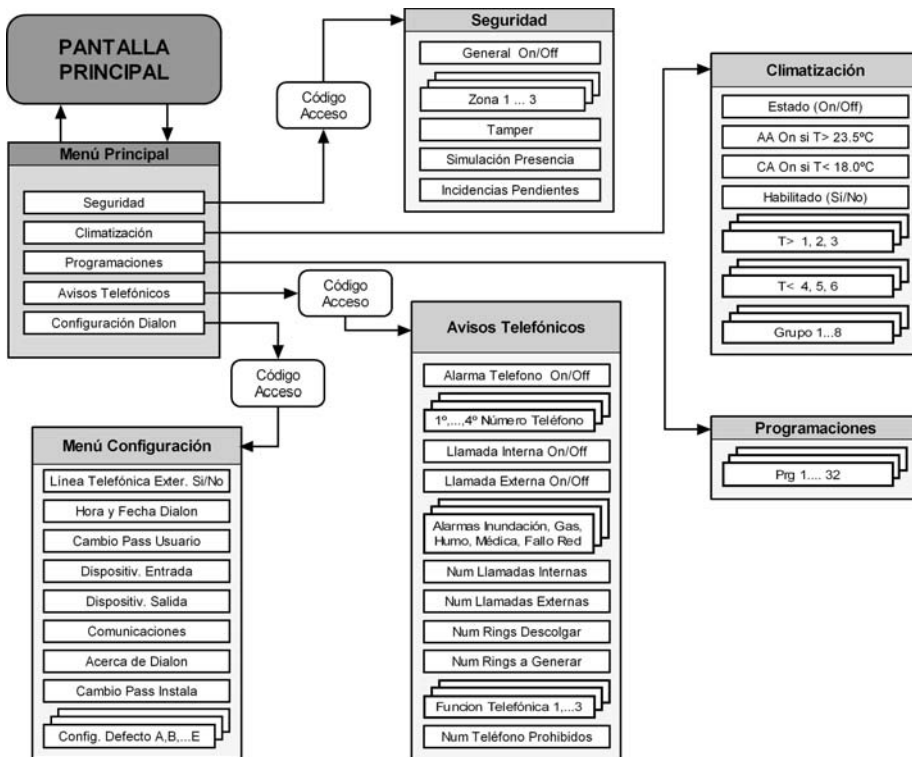 PANTALLA
PRINCIPAL
Menú Principal
Seguridad
Climatización
Programaciones
Avisos Telefónicos
Configuración Dialon
Código
Acceso
Seguridad
General On/Off
Zona 1 ... 3
Tamper
Simulación Presencia
Incidencias Pendientes
Climatización
Estado (On/Off)
AA On si T> 23.5ºC
CA On si T< 18.0ºC
Habilitado (Sí/No)
T> 1, 2, 3
T< 4, 5, 6
Grupo 1...8
Programaciones
Prg 1.... 32
Código
Acceso
Avisos Telefónicos
Alarma Telefono On/Off
1º,...,4º Número Teléfono
Llamada Interna On/Off
Llamada Externa On/Off
Alarmas Inundación, Gas,
Humo, Médica, Fallo Red
Num Llamadas Internas
Num Llamadas Externas
Num Rings Descolgar
Num Rings a Generar
Funcion Telefónica 1,...3
Num Teléfono Prohibidos
Código
Acceso
Menú Configuración
Línea Telefónica Exter. Si/No
Hora y Fecha Dialon
Cambio Pass Usuario
Dispositiv. Entrada
Dispositiv. Salida
Comunicaciones
Acerca de Dialon
Cambio Pass Instala
Config. Defecto A,B,...E